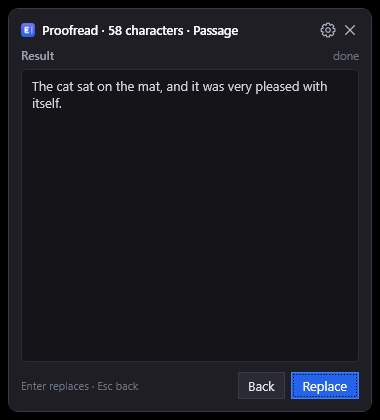 Proofread · 58 characters · Passage
Result
done
The cat sat on the mat, and it was very pleased with
itself.
Enter replaces · Esc back
Back
Replace